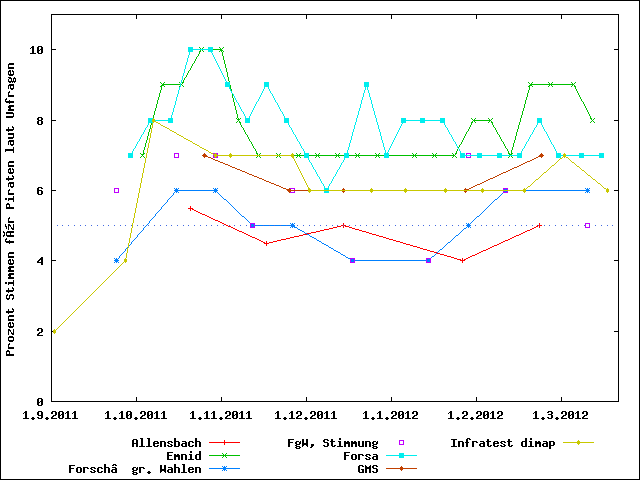 Prozent Stimmen fÃ¼r Piraten laut Umfragen
10
8
6
4
2
0
1.9.2011 1.10.2011 1.11.2011 1.12.2011 1.1.2012 1.2.2012 1.3.2012
Allensbach FgW, Stimmung Infratest dimap
Emnid Forsa
Forschâ gr. Wahlen GMS